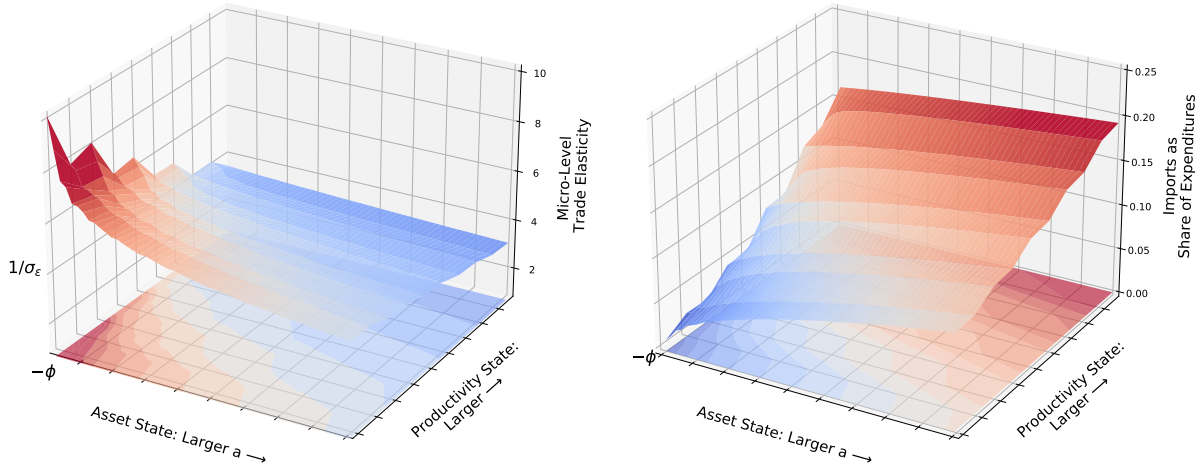 10
8
6
4
2
Micro-Level
Trade Elasticity
1/σε
−ϕ
Asset State: Larger a ⟶
Productivity State:
Larger ⟶
0.25
0.20
0.15
0.10
0.05
0.00
Imports as
Share of Expenditures
−ϕ
Asset State: Larger a ⟶
Productivity State:
Larger ⟶